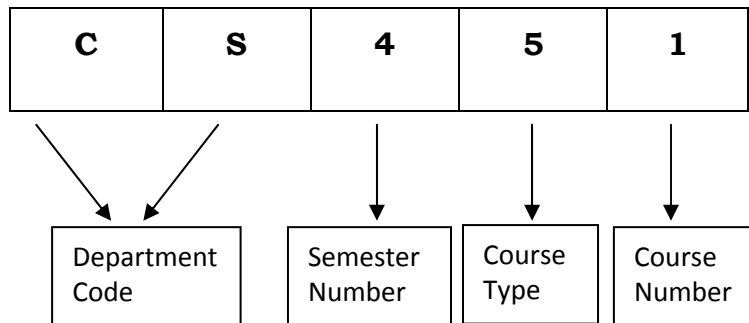 C S 4 5 1
Department Code
Semester Number
Course Type
Course Number